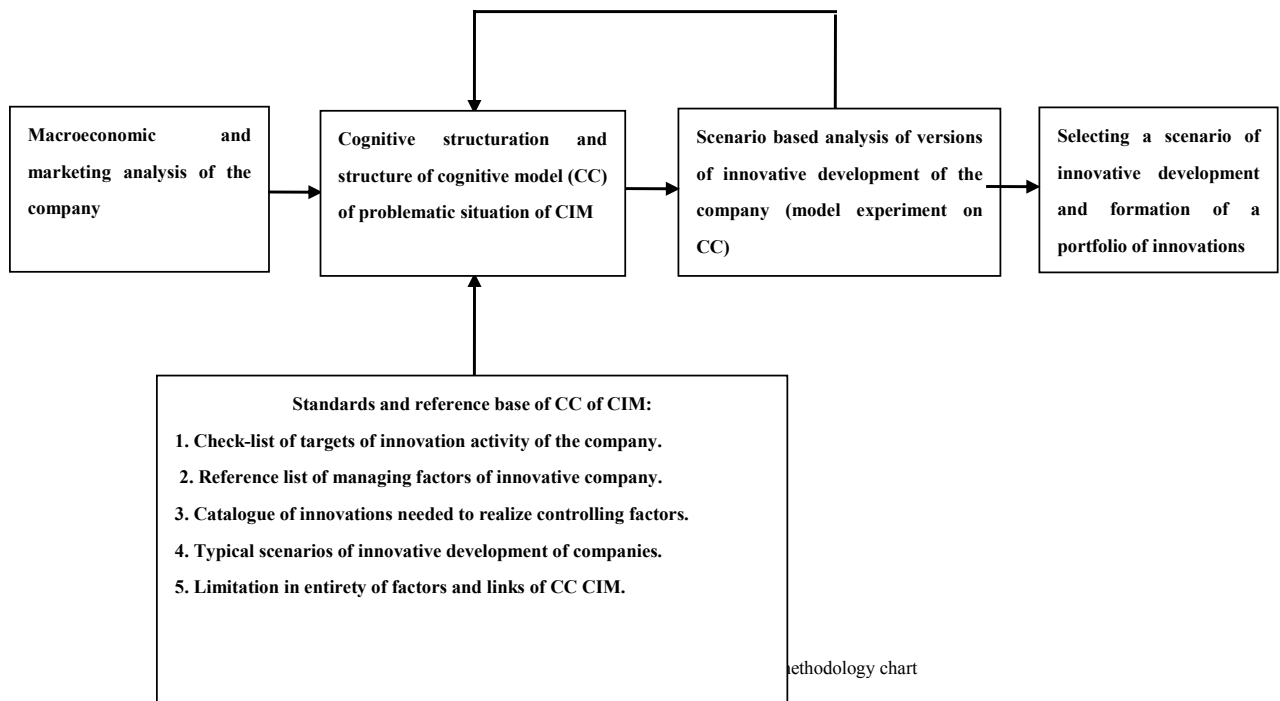 Macroeconomic and
marketing analysis of the
company
Cognitive structuration and
structure of cognitive model (CC)
of problematic situation of CIM
Scenario based analysis of versions
of innovative development of the
company (model experiment on
CC)
Selecting a scenario of
innovative development
and formation of a
portfolio of innovations
Standards and reference base of CC of CIM:
1. Check-list of targets of innovation activity of the company.
2. Reference list of managing factors of innovative company.
3. Catalogue of innovations needed to realize controlling factors.
4. Typical scenarios of innovative development of companies.
5. Limitation in entirety of factors and links of CC CIM.
chart